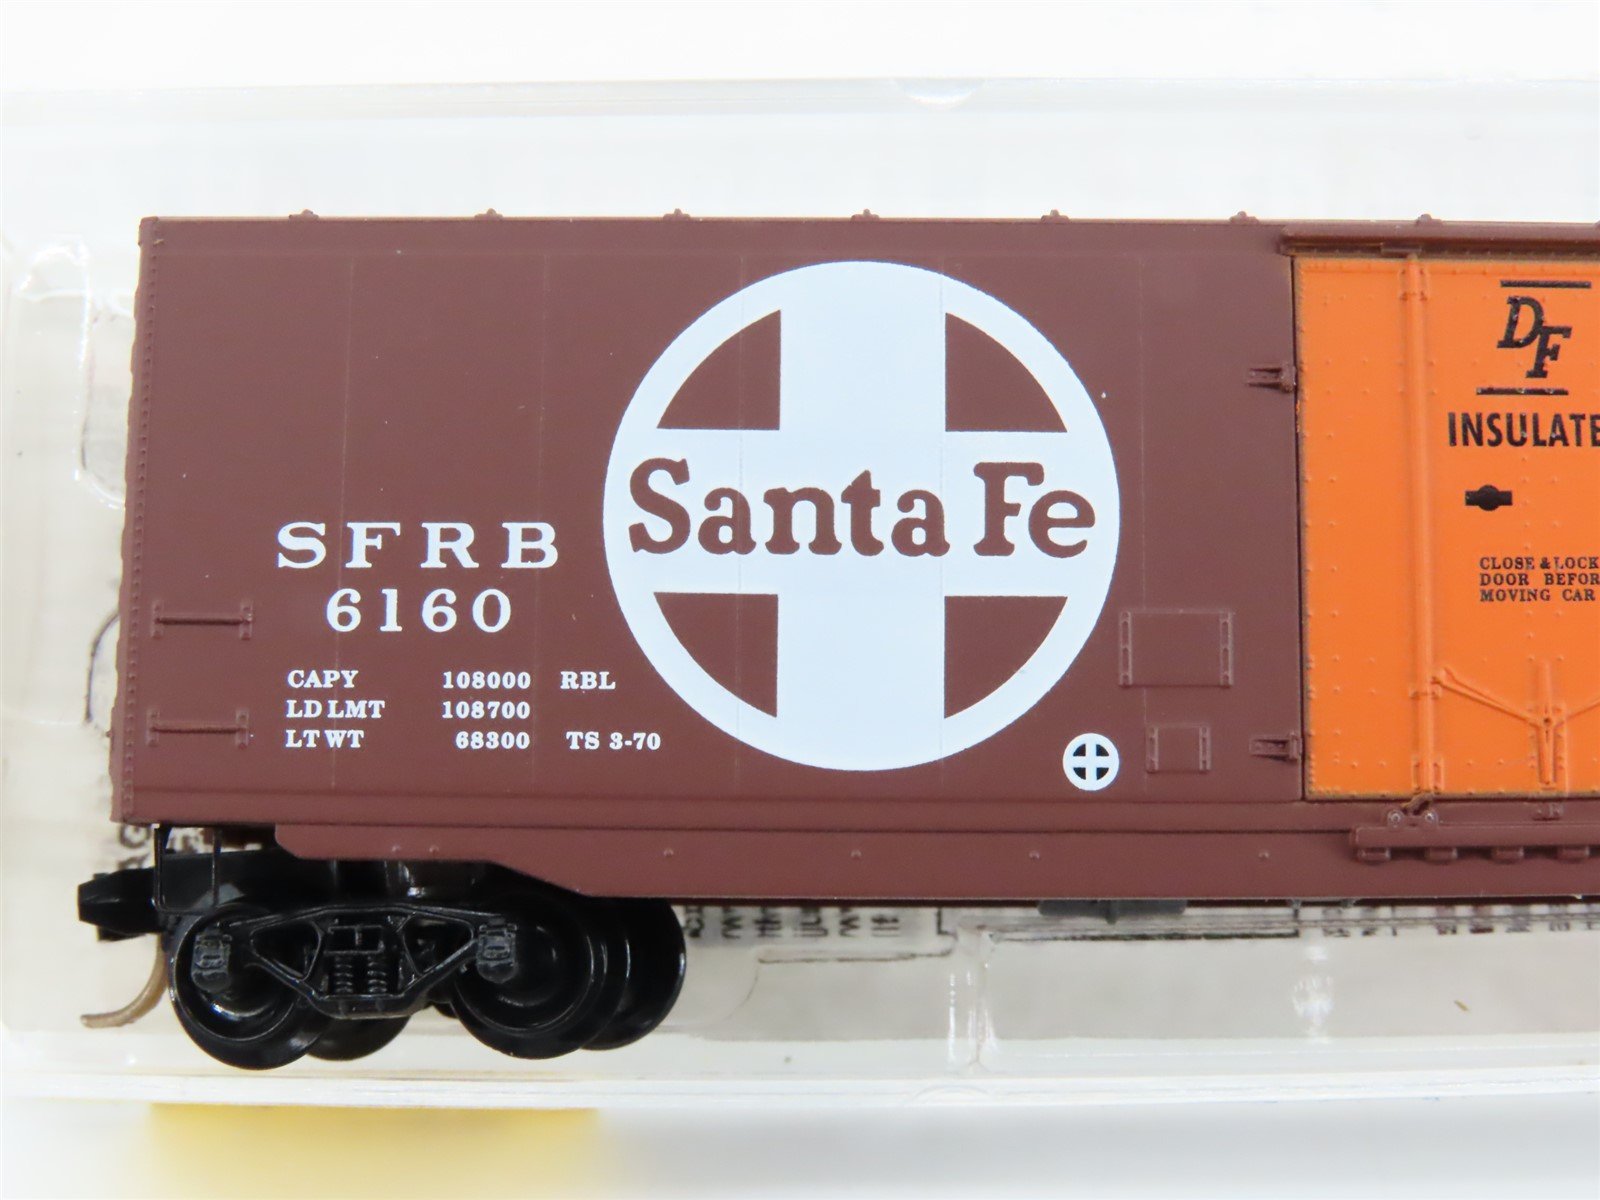 Santa Fe
SFRB
6160
CAPY 108000 RBL
LD LMT 108700
LT WT 68300 TS 3-70
DF
INSULATE
CLOSE & LOCK
DOOR BEFOR
MOVING CAR